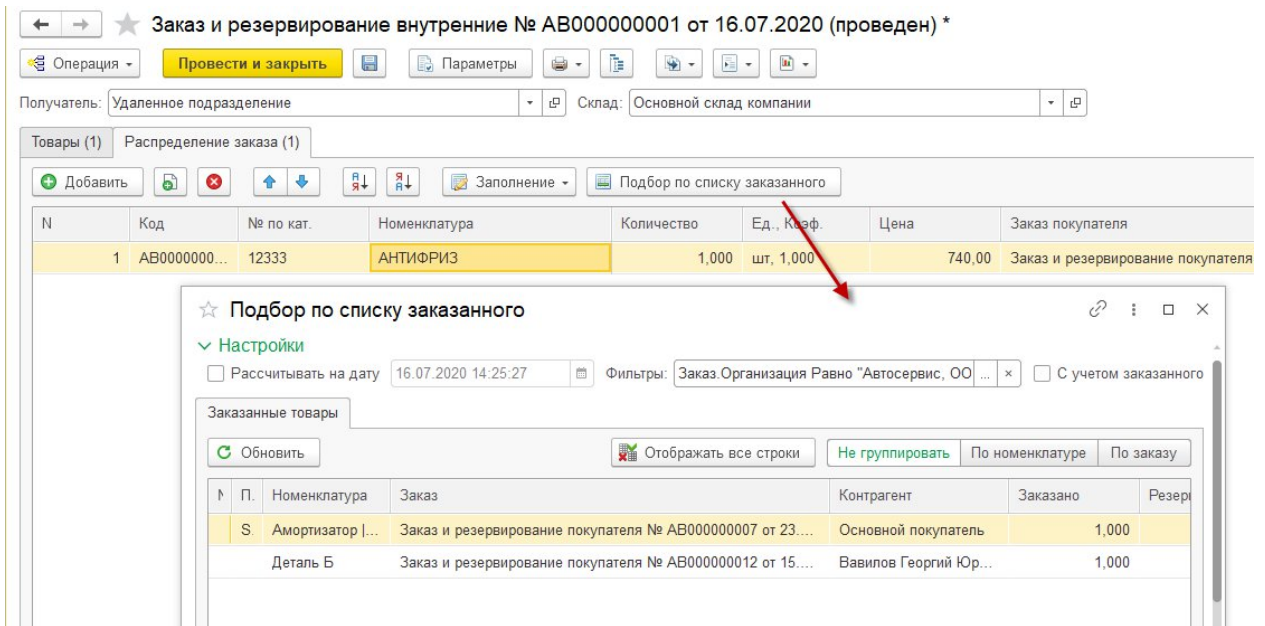 Заказ и резервирование внутренние № АВ000000001 от 16.07.2020 (проведен) *
Операция Провести и закрыть Параметры
Получатель: Удаленное подразделение Склад: Основной склад компании
Товары (1) Распределение заказа (1)
Добавить Заполнение Подбор по списку заказанного
N Код № по кат. Номенклатура Количество Ед., Коэф. Цена Заказ покупателя
1 АВ0000000... 12333 АНТИФРИЗ 1,000 шт, 1,000 740,00 Заказ и резервирование покупателя
Подбор по списку заказанного
Настройки
Рассчитывать на дату 16.07.2020 14:25:27 Фильтры: Заказ.Организация Равно "Автосервис, ОО ... × С учетом заказанного
Заказанные товары
Обновить Отображать все строки Не группировать По номенклатуре По заказу
N П. Номенклатура Заказ Контрагент Заказано Резер
S. Амортизатор |... Заказ и резервирование покупателя № АВ000000007 от 23.... Основной покупатель 1,000
Деталь Б Заказ и резервирование покупателя № АВ000000012 от 15.... Вавилов Георгий Юр... 1,000